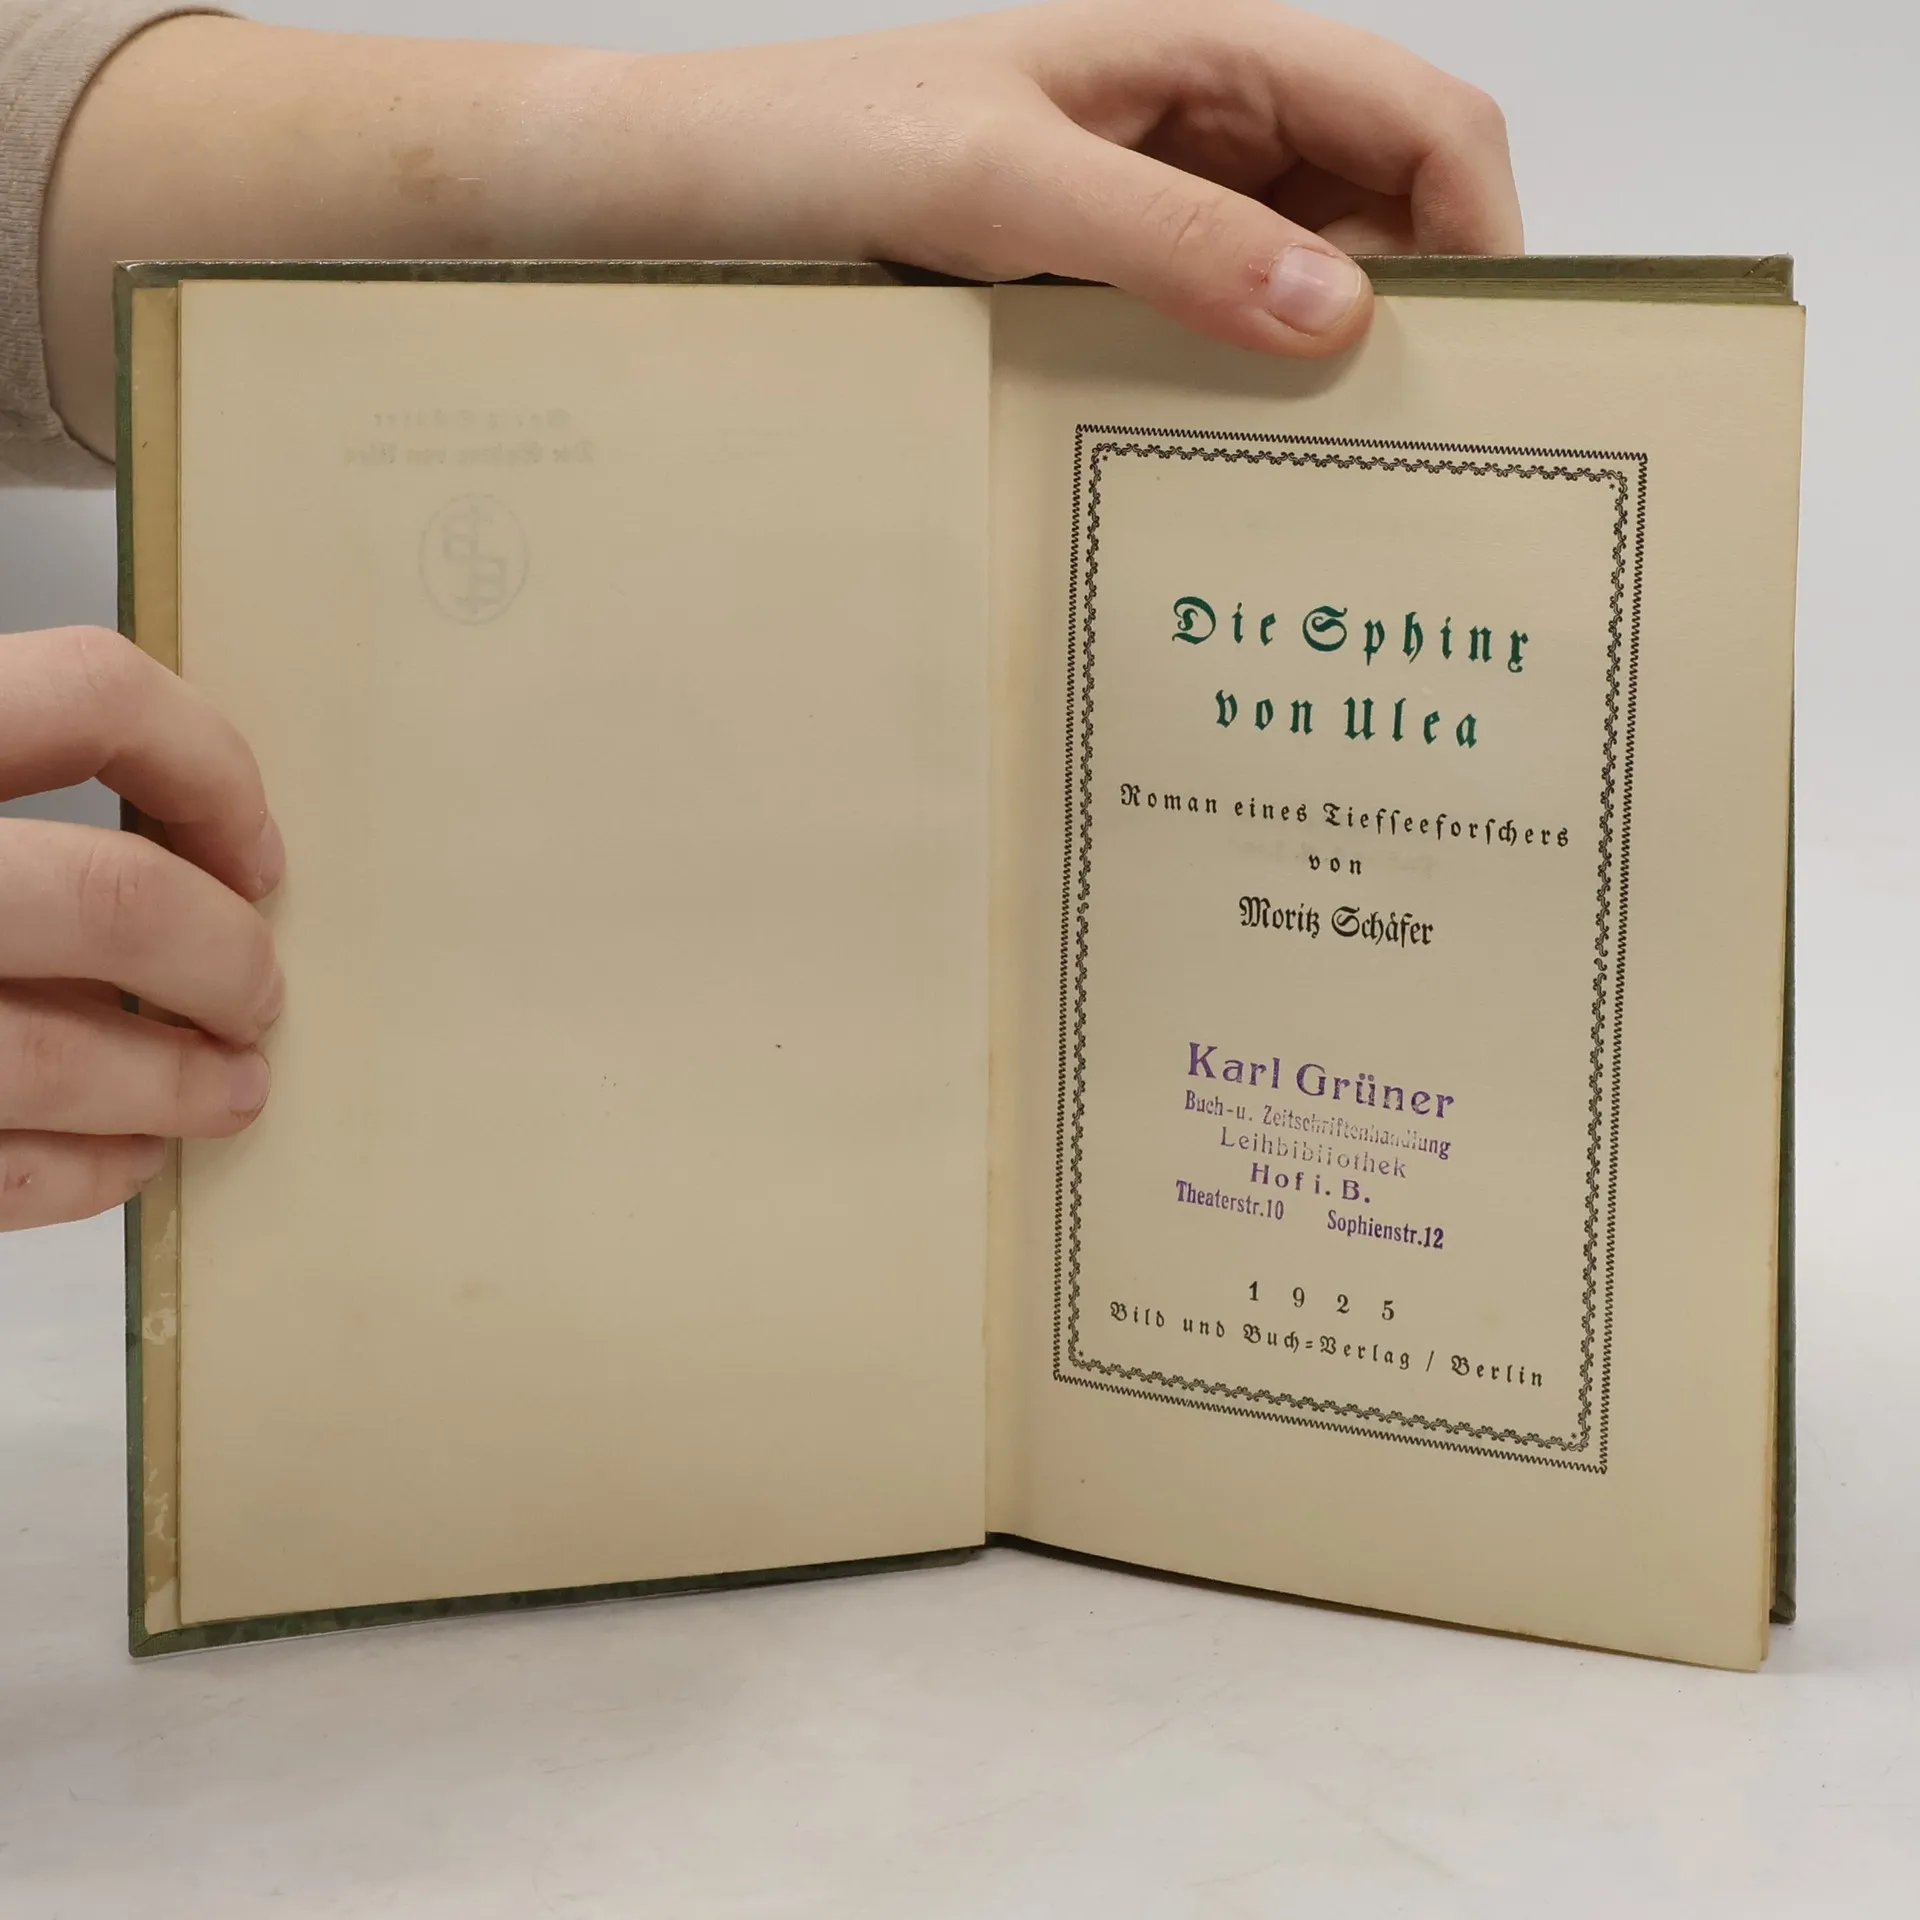 Die Sphinx
von Ulea
Roman eines Tiefſeeforſchers
von
Moritz Schäfer
Karl Grüner
Buch-u. Zeitschriftenhandlung
Leihbibliothek
Hof i. B.
Theaterstr.10 Sophienstr.12
1925
Bild und Buch=Verlag / Berlin